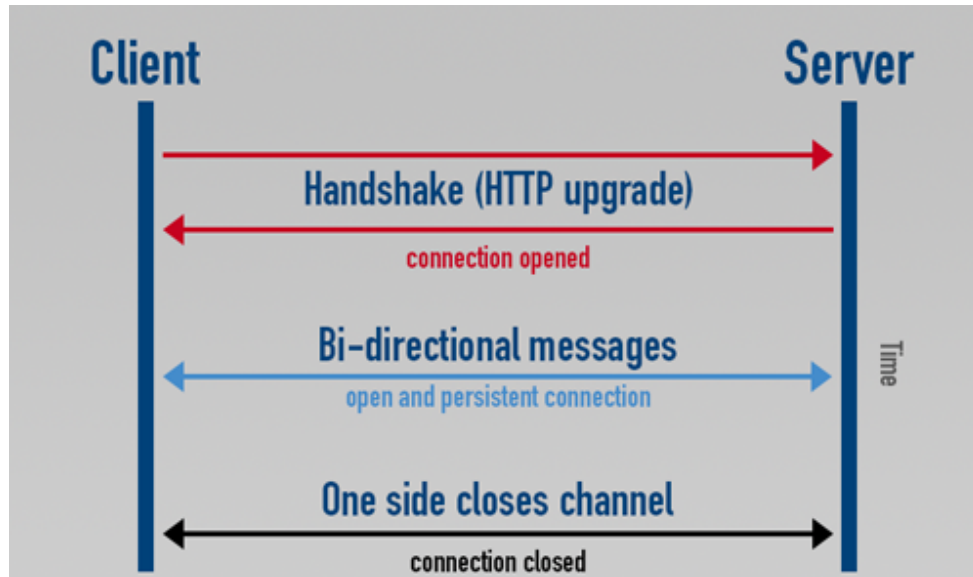 Client
Server
Handshake (HTTP upgrade)
connection opened
Bi-directional messages
open and persistent connection
Time
One side closes channel
connection closed